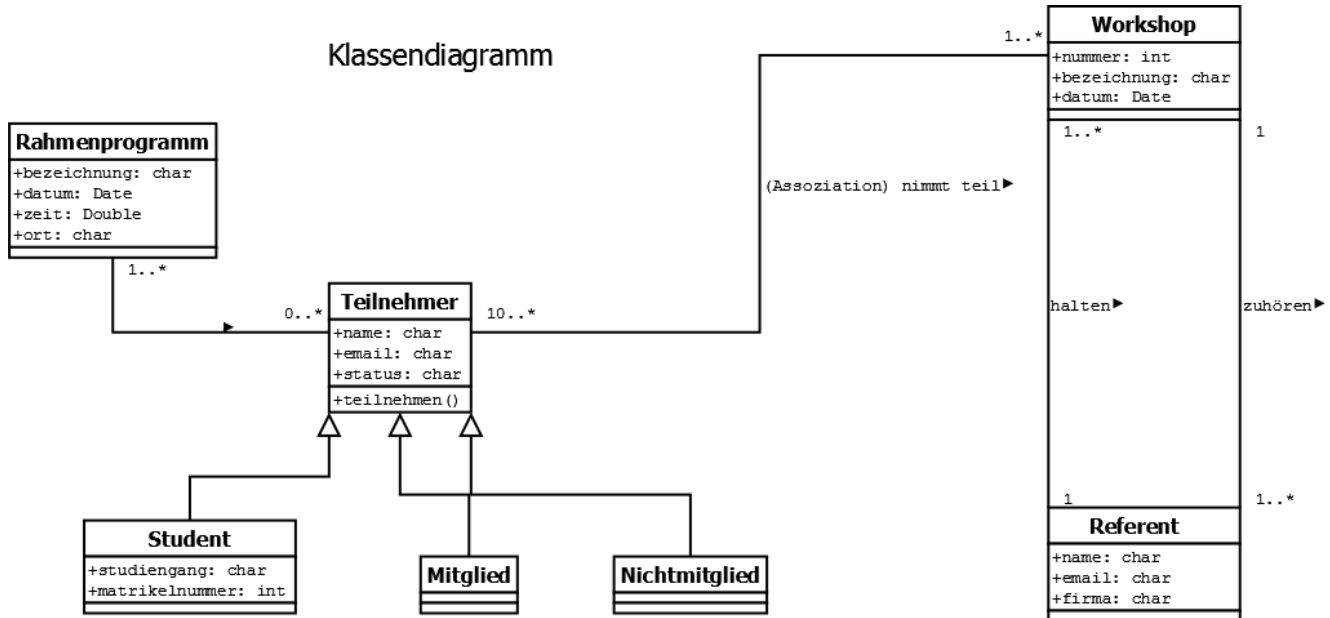 Klassendiagramm
Workshop
+nummer: int
+bezeichnung: char
+datum: Date
1..*
1..*
1
Rahmenprogramm
+bezeichnung: char
+datum: Date
+zeit: Double
+ort: char
1..*
(Assoziation) nimmt teil►
0..*
Teilnehmer
+name: char
+email: char
+status: char
+teilnehmen()
10..*
halten►
zuhören►
1
1..*
Student
+studiengang: char
+matrikelnummer: int
Mitglied
Nichtmitglied
Referent
+name: char
+email: char
+firma: char